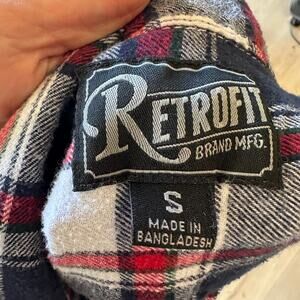 RETROFIT
BRAND MFG.
S
MADE IN
BANGLADESH